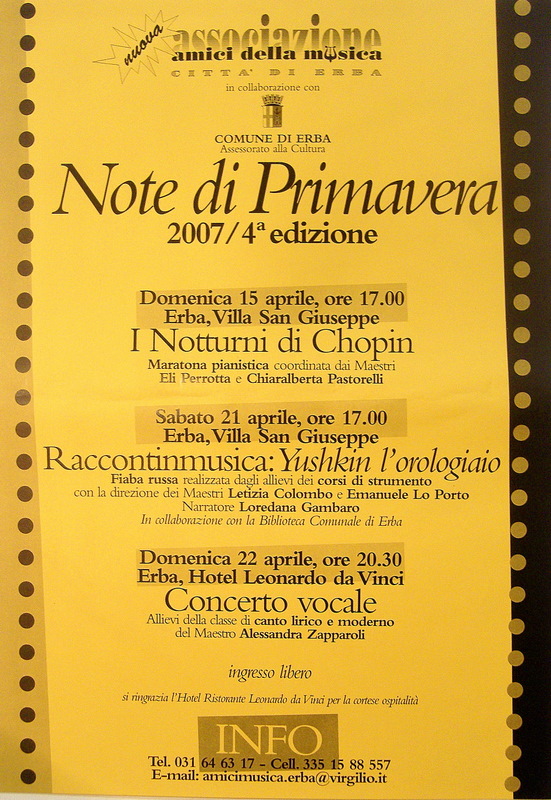 nuova
associazione
amici della musica
CITTA' DI ERBA
in collaborazione con
COMUNE DI ERBA
Assessorato alla Cultura
Note di Primavera
2007/4ª edizione
Domenica 15 aprile, ore 17.00
Erba, Villa San Giuseppe
I Notturni di Chopin
Maratona pianistica coordinata dai Maestri
Eli Perrotta e Chiaralberta Pastorelli
Sabato 21 aprile, ore 17.00
Erba, Villa San Giuseppe
Raccontinmusica: Yushkin l'orologiaio
Fiaba russa realizzata dagli allievi dei corsi di strumento
con la direzione dei Maestri Letizia Colombo e Emanuele Lo Porto
Narratore Loredana Gambaro
In collaborazione con la Biblioteca Comunale di Erba
Domenica 22 aprile, ore 20.30
Erba, Hotel Leonardo da Vinci
Concerto vocale
Allievi della classe di canto lirico e moderno
del Maestro Alessandra Zapparoli
ingresso libero
si ringrazia l'Hotel Ristorante Leonardo da Vinci per la cortese ospitalità
INFO
Tel. 031 64 63 17 - Cell. 335 15 88 557
E-mail: amicimusica.erba@virgilio.it